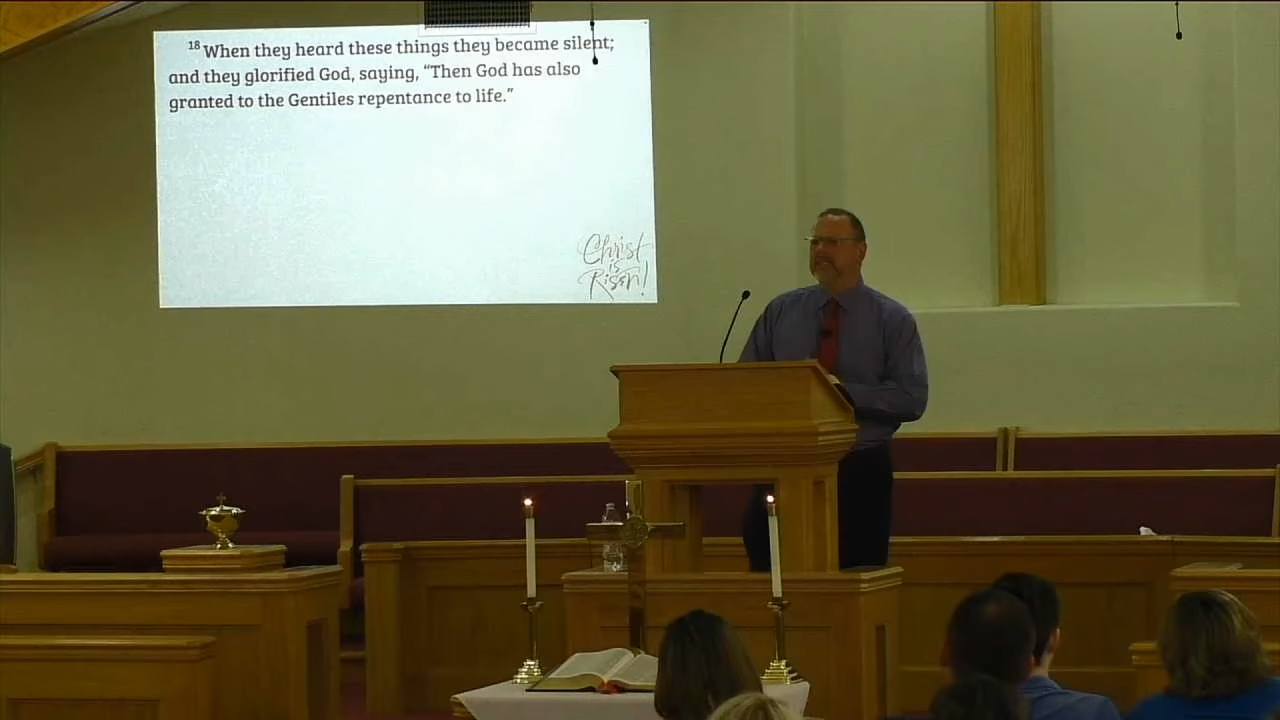 18 When they heard these things they became silent;
and they glorified God, saying, “Then God has also
granted to the Gentiles repentance to life.”
Christ
is
Risen!